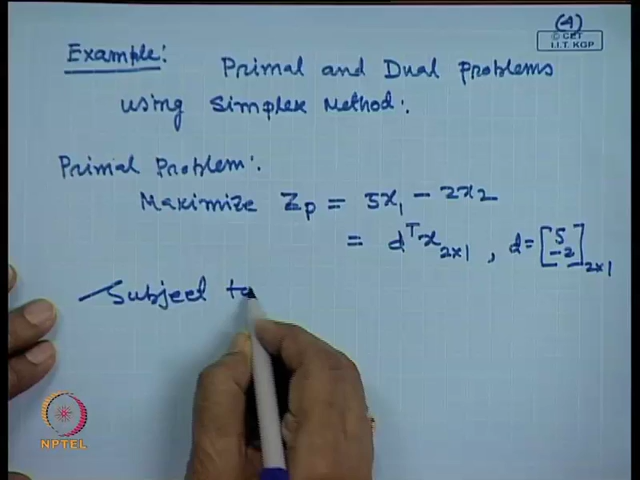 (4)
© CET
I.I.T. KGP
Example: Primal and Dual Problems
using Simplex Method:
Primal Problem:
Maximize Zp = 5x₁ - 2x₂
= dᵀx₂ₓ₁ , d = [5 -2]₂ₓ₁
Subject to
NPTEL